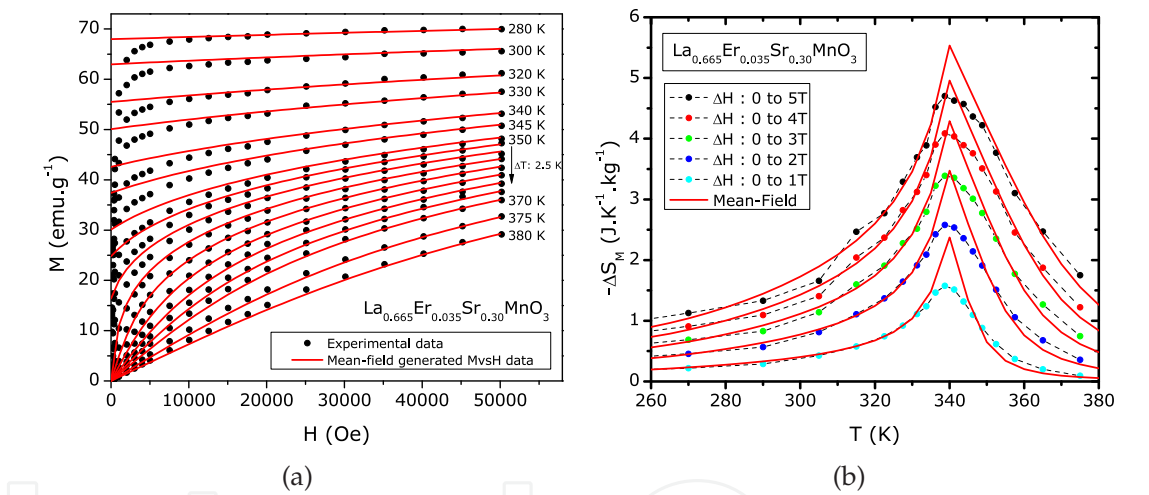 70
60
50
40
30
20
10
0
M (emu.g⁻¹)
280 K
300 K
320 K
330 K
340 K
345 K
350 K
ΔT: 2.5 K
370 K
375 K
380 K
La₀.₆₆₅Er₀.₀₃₅Sr₀.₃₀MnO₃
Experimental data
Mean-field generated MvsH data
0 10000 20000 30000 40000 50000
H (Oe)
(a)
6
5
4
3
2
1
0
-ΔS_M (J.K⁻¹.kg⁻¹)
La₀.₆₆₅Er₀.₀₃₅Sr₀.₃₀MnO₃
ΔH : 0 to 5T
ΔH : 0 to 4T
ΔH : 0 to 3T
ΔH : 0 to 2T
ΔH : 0 to 1T
Mean-Field
260 280 300 320 340 360 380
T (K)
(b)